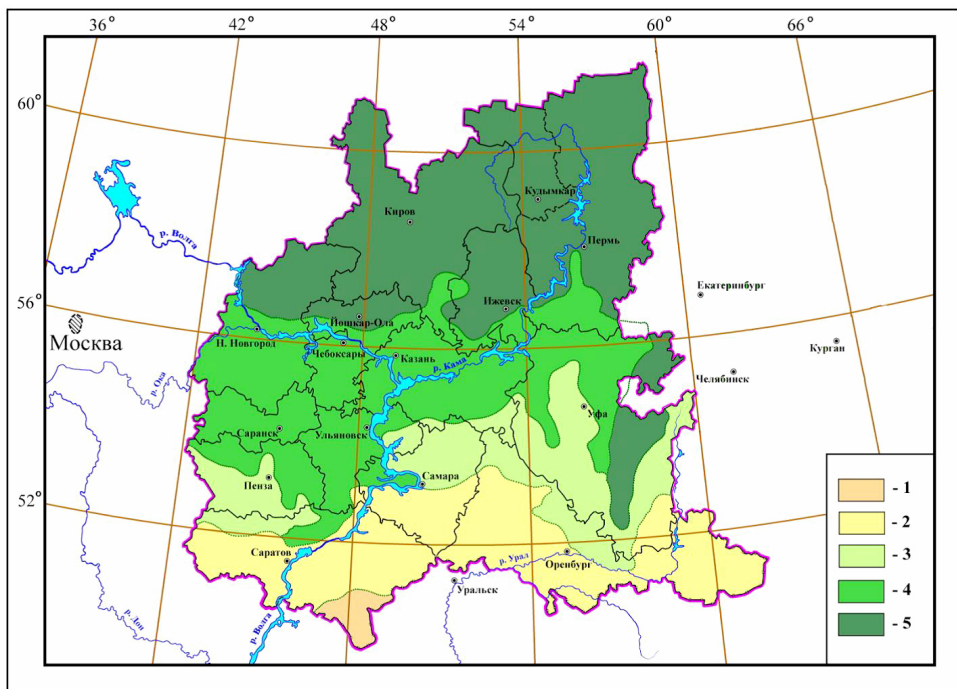 36° 42° 48° 54° 60° 66°
60°
Кудымкар
Киров
р. Волга
Пермь
Екатеринбург
56°
Ижевск
Йошкар-Ола
Москва
Н. Новгород
Чебоксары
Казань
Курган
р. Кама
Челябинск
р. Ока
Уфа
Саранск
Ульяновск
Самара
Пенза
52°
- 1
- 2
Саратов
р. Урал
- 3
Оренбург
Уральск
- 4
р. Дон
р. Волга
- 5